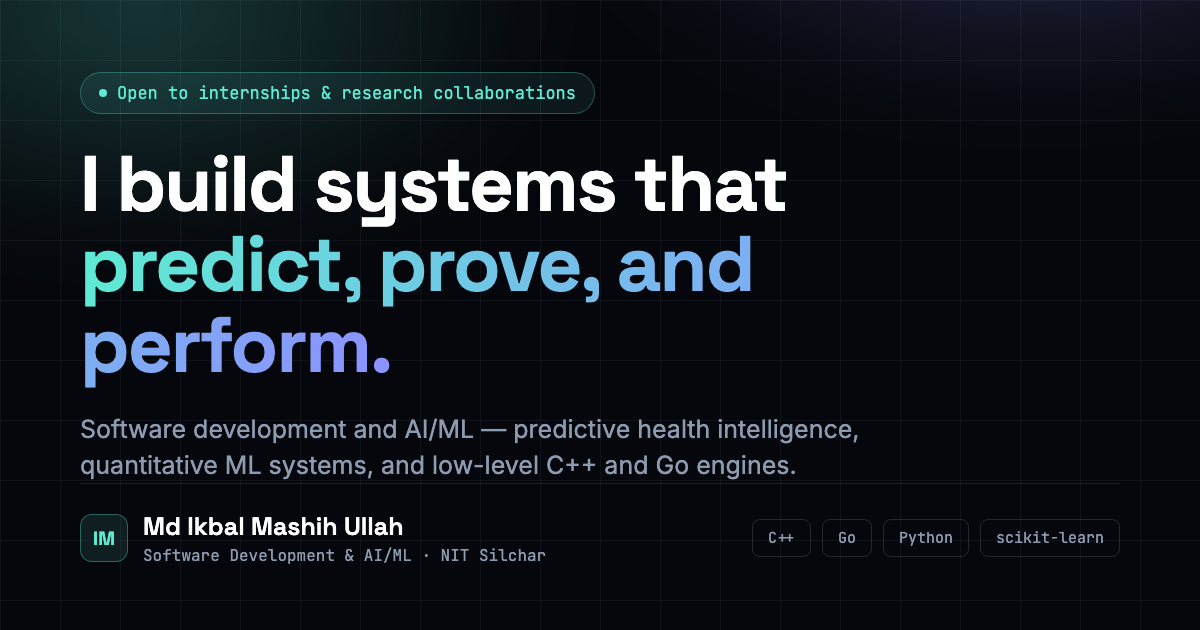 Open to internships & research collaborations
I build systems that
predict, prove, and
perform.
Software development and AI/ML — predictive health intelligence,
quantitative ML systems, and low-level C++ and Go engines.
IM
Md Ikbal Mashih Ullah
Software Development & AI/ML · NIT Silchar
C++
Go
Python
scikit-learn